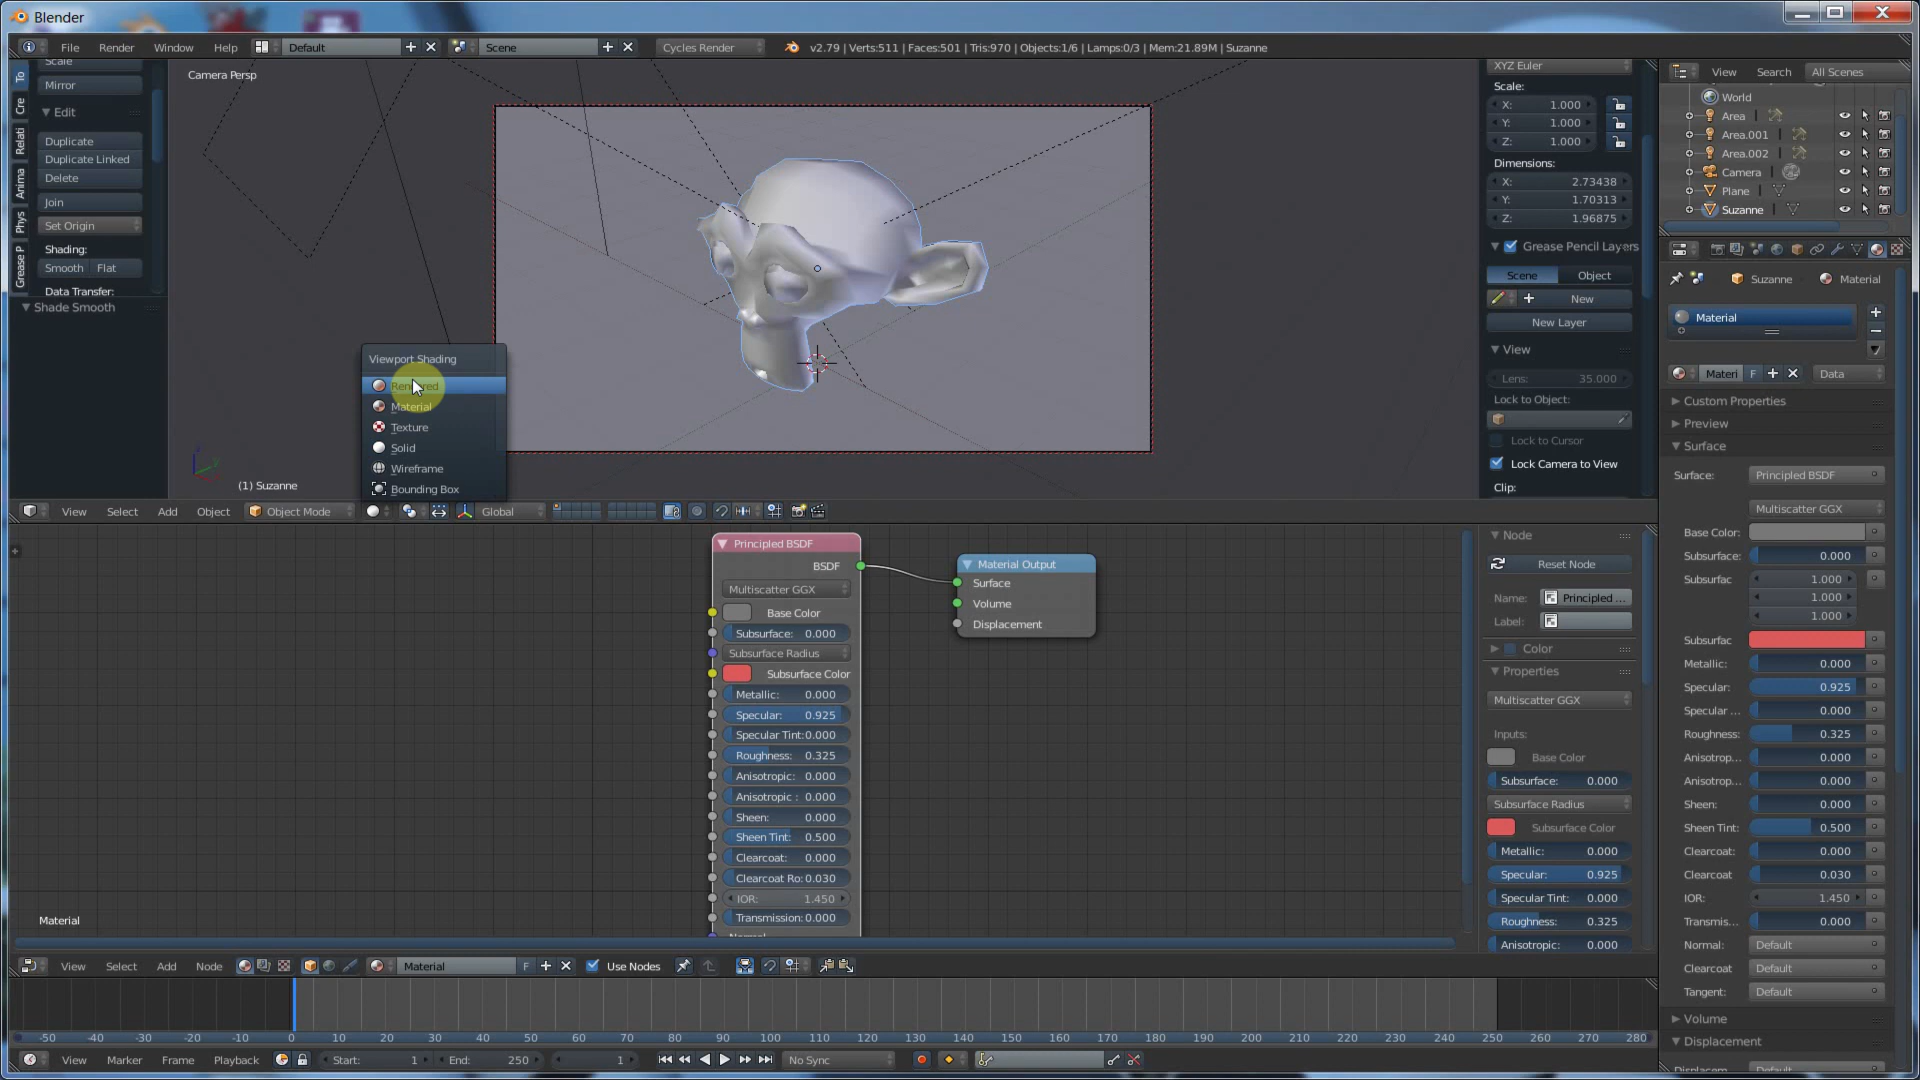 Blender
File Render Window Help Default Scene Cycles Render v2.79 | Verts:511 | Faces:501 | Tris:970 | Objects:1/6 | Lamps:0/3 | Mem:21.89M | Suzanne
To
Cre
Relati
Anima
Phys
Grease P
Scale
Mirror
Edit
Duplicate
Duplicate Linked
Delete
Join
Set Origin
Shading:
Smooth Flat
Data Transfer:
Shade Smooth
Camera Persp
Viewport Shading
Rendered
Material
Texture
Solid
Wireframe
Bounding Box
(1) Suzanne
XYZ Euler
Scale:
X: 1.000
Y: 1.000
Z: 1.000
Dimensions:
X: 2.73438
Y: 1.70313
Z: 1.96875
Grease Pencil Layers
Scene Object
New
New Layer
View
Lens: 35.000
Lock to Object:
Lock to Cursor
Lock Camera to View
Clip:
View Search All Scenes
World
Area
Area.001
Area.002
Camera
Plane
Suzanne
Suzanne Material
Material
Materi F Data
Custom Properties
Preview
Surface
Surface: Principled BSDF
Multiscatter GGX
Base Color:
Subsurface: 0.000
Subsurfac 1.000
1.000
1.000
Subsurfac
Metallic: 0.000
Specular: 0.925
Specular ... 0.000
Roughness: 0.325
Anisotrop... 0.000
Anisotrop... 0.000
Sheen: 0.000
Sheen Tint: 0.500
Clearcoat: 0.000
Clearcoat 0.030
IOR: 1.450
Transmis... 0.000
Normal: Default
Clearcoat Default
Tangent: Default
Volume
Displacement
Displacem Default
View Select Add Object Object Mode Global
Principled BSDF
BSDF
Multiscatter GGX
Base Color
Subsurface: 0.000
Subsurface Radius
Subsurface Color
Metallic: 0.000
Specular: 0.925
Specular Tint: 0.000
Roughness: 0.325
Anisotropic: 0.000
Anisotropic : 0.000
Sheen: 0.000
Sheen Tint: 0.500
Clearcoat: 0.000
Clearcoat Ro: 0.030
IOR: 1.450
Transmission: 0.000
Normal
Material Output
Surface
Volume
Displacement
Material
Node
Reset Node
Name: Principled ...
Label:
Color
Properties
Multiscatter GGX
Inputs:
Base Color
Subsurface: 0.000
Subsurface Radius
Subsurface Color
Metallic: 0.000
Specular: 0.925
Specular Tint: 0.000
Roughness: 0.325
Anisotropic: 0.000
View Select Add Node Material F Use Nodes
-50 -40 -30 -20 -10 0 10 20 30 40 50 60 70 80 90 100 110 120 130 140 150 160 170 180 190 200 210 220 230 240 250 260 270 280
View Marker Frame Playback Start: 1 End: 250 1 No Sync